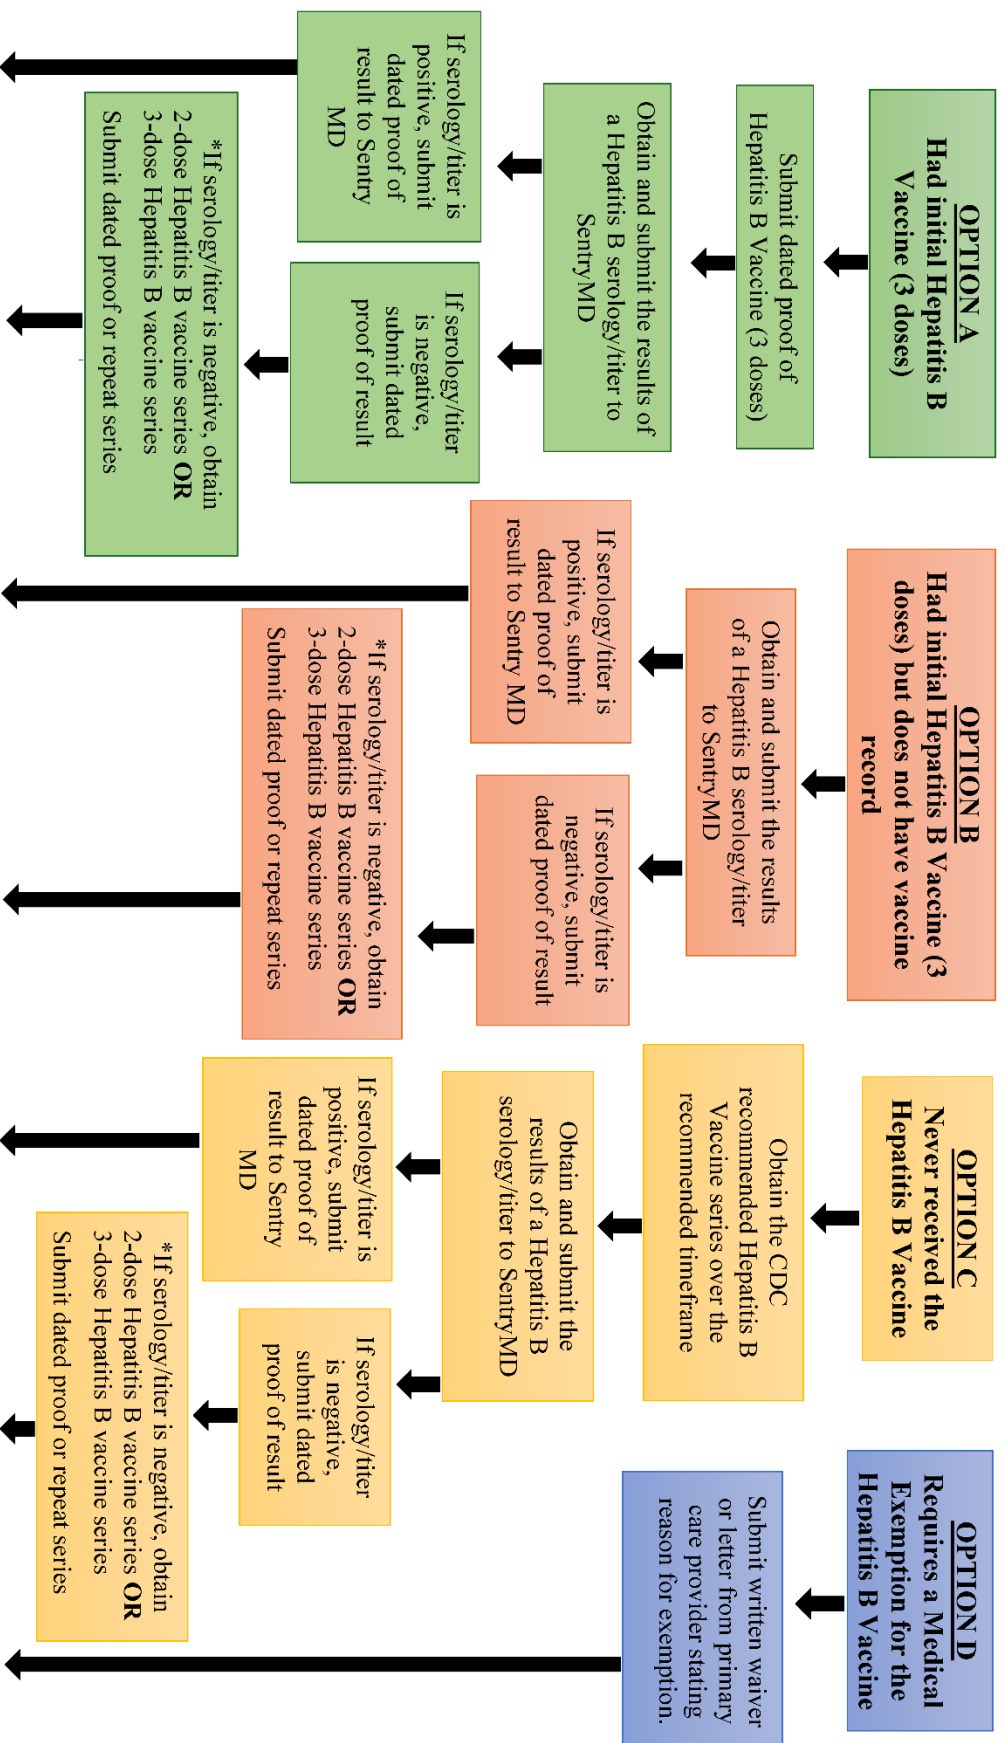 OPTION A
Had initial Hepatitis B
Vaccine (3 doses)
Submit dated proof of
Hepatitis B Vaccine (3 doses)
Obtain and submit the results of
a Hepatitis B serology/titer to
SentryMD
If serology/titer is
positive, submit
dated proof of
result to Sentry
MD
If serology/titer
is negative,
submit dated
proof of result
*If serology/titer is negative, obtain
2-dose Hepatitis B vaccine series OR
3-dose Hepatitis B vaccine series
Submit dated proof or repeat series
OPTION B
Had initial Hepatitis B Vaccine (3
doses) but does not have vaccine
record
Obtain and submit the results
of a Hepatitis B serology/titer
to SentryMD
If serology/titer is
positive, submit
dated proof of
result to Sentry MD
If serology/titer is
negative, submit
dated proof of result
*If serology/titer is negative, obtain
2-dose Hepatitis B vaccine series OR
3-dose Hepatitis B vaccine series
Submit dated proof or repeat series
OPTION C
Never received the
Hepatitis B Vaccine
Obtain the CDC
recommended Hepatitis B
Vaccine series over the
recommended timeframe
Obtain and submit the
results of a Hepatitis B
serology/titer to SentryMD
If serology/titer is
positive, submit
dated proof of
result to Sentry
MD
If serology/titer
is negative,
submit dated
proof of result
*If serology/titer is negative, obtain
2-dose Hepatitis B vaccine series OR
3-dose Hepatitis B vaccine series
Submit dated proof or repeat series
OPTION D
Requires a Medical
Exemption for the
Hepatitis B Vaccine
Submit written waiver
or letter from primary
care provider stating
reason for exemption.